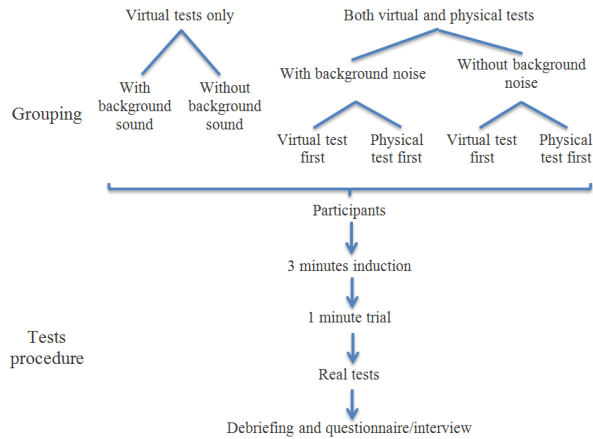 Virtual tests only
Both virtual and physical tests
With background noise
Without background
noise
With
background
sound
Without
background
sound
Grouping
Virtual test
first
Physical
test first
Virtual test
first
Physical
test first
Participants
3 minutes induction
1 minute trial
Tests
procedure
Real tests
Debriefing and questionnaire/interview